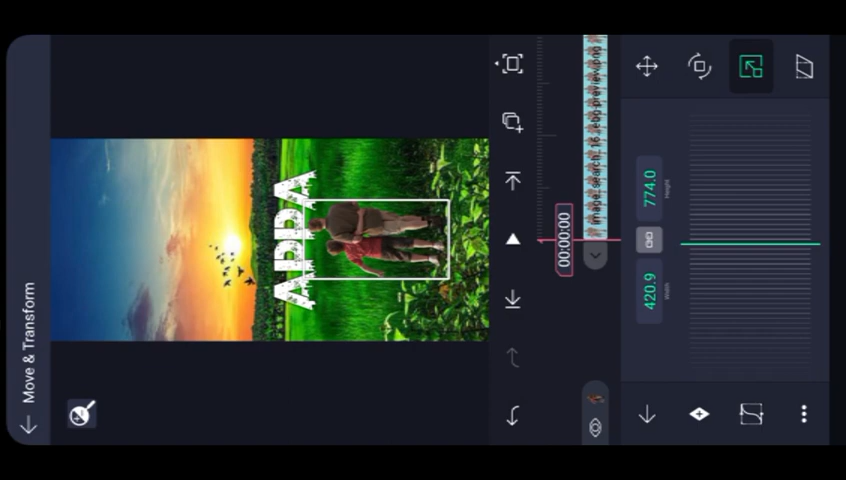 Move & Transform
APPA
00:00:00
420.9
774.0
Width
Height